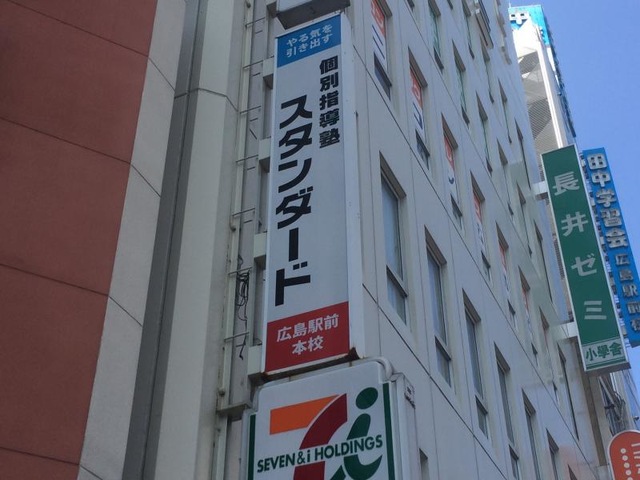 やる気を
引き出す
個別指導塾
スタンダード
広島駅前
本校
SEVEN & i HOLDINGS
長井ゼミ
小學舎
田中学習会
広島駅前